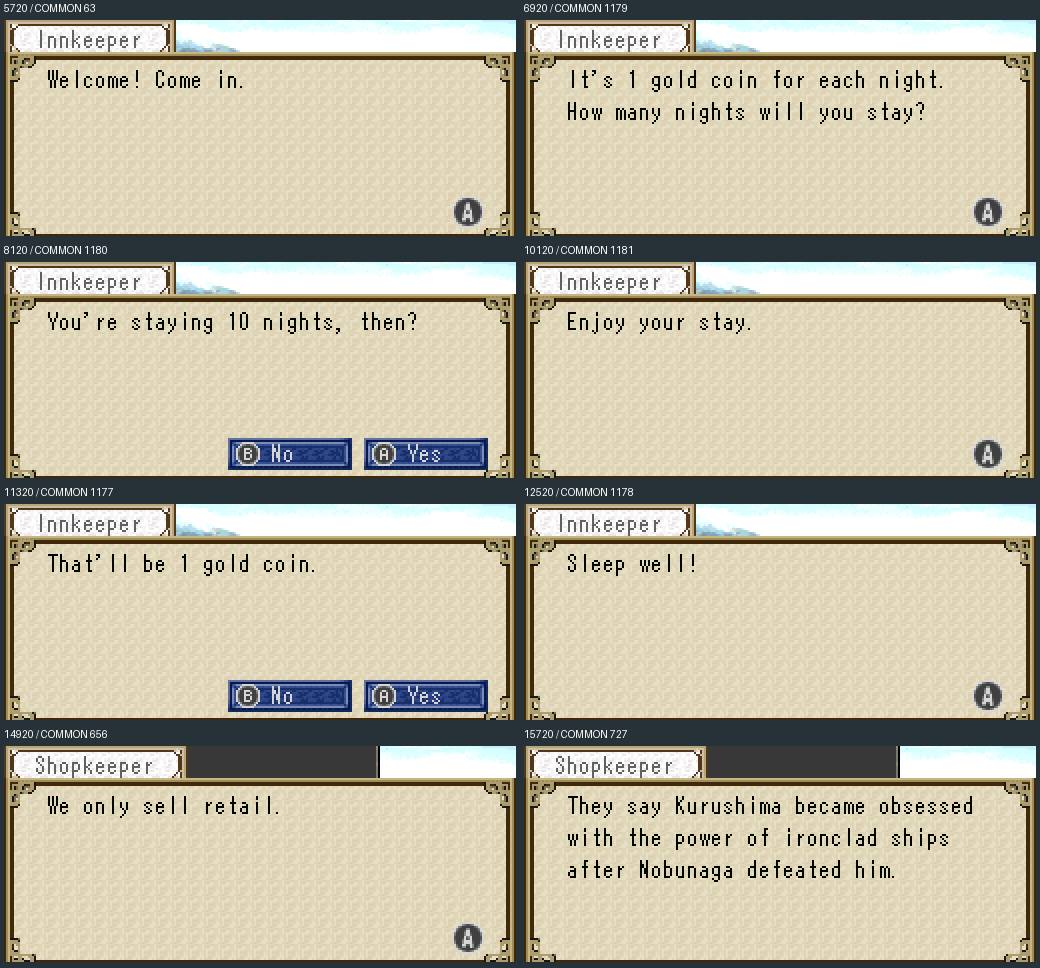 5720 / COMMON 63
Innkeeper
Welcome! Come in.
A
6920 / COMMON 1179
Innkeeper
It's 1 gold coin for each night.
How many nights will you stay?
A
8120 / COMMON 1180
Innkeeper
You're staying 10 nights, then?
B No
A Yes
10120 / COMMON 1181
Innkeeper
Enjoy your stay.
A
11320 / COMMON 1177
Innkeeper
That'll be 1 gold coin.
B No
A Yes
12520 / COMMON 1178
Innkeeper
Sleep well!
A
14920 / COMMON 656
Shopkeeper
We only sell retail.
A
15720 / COMMON 727
Shopkeeper
They say Kurushima became obsessed
with the power of ironclad ships
after Nobunaga defeated him.